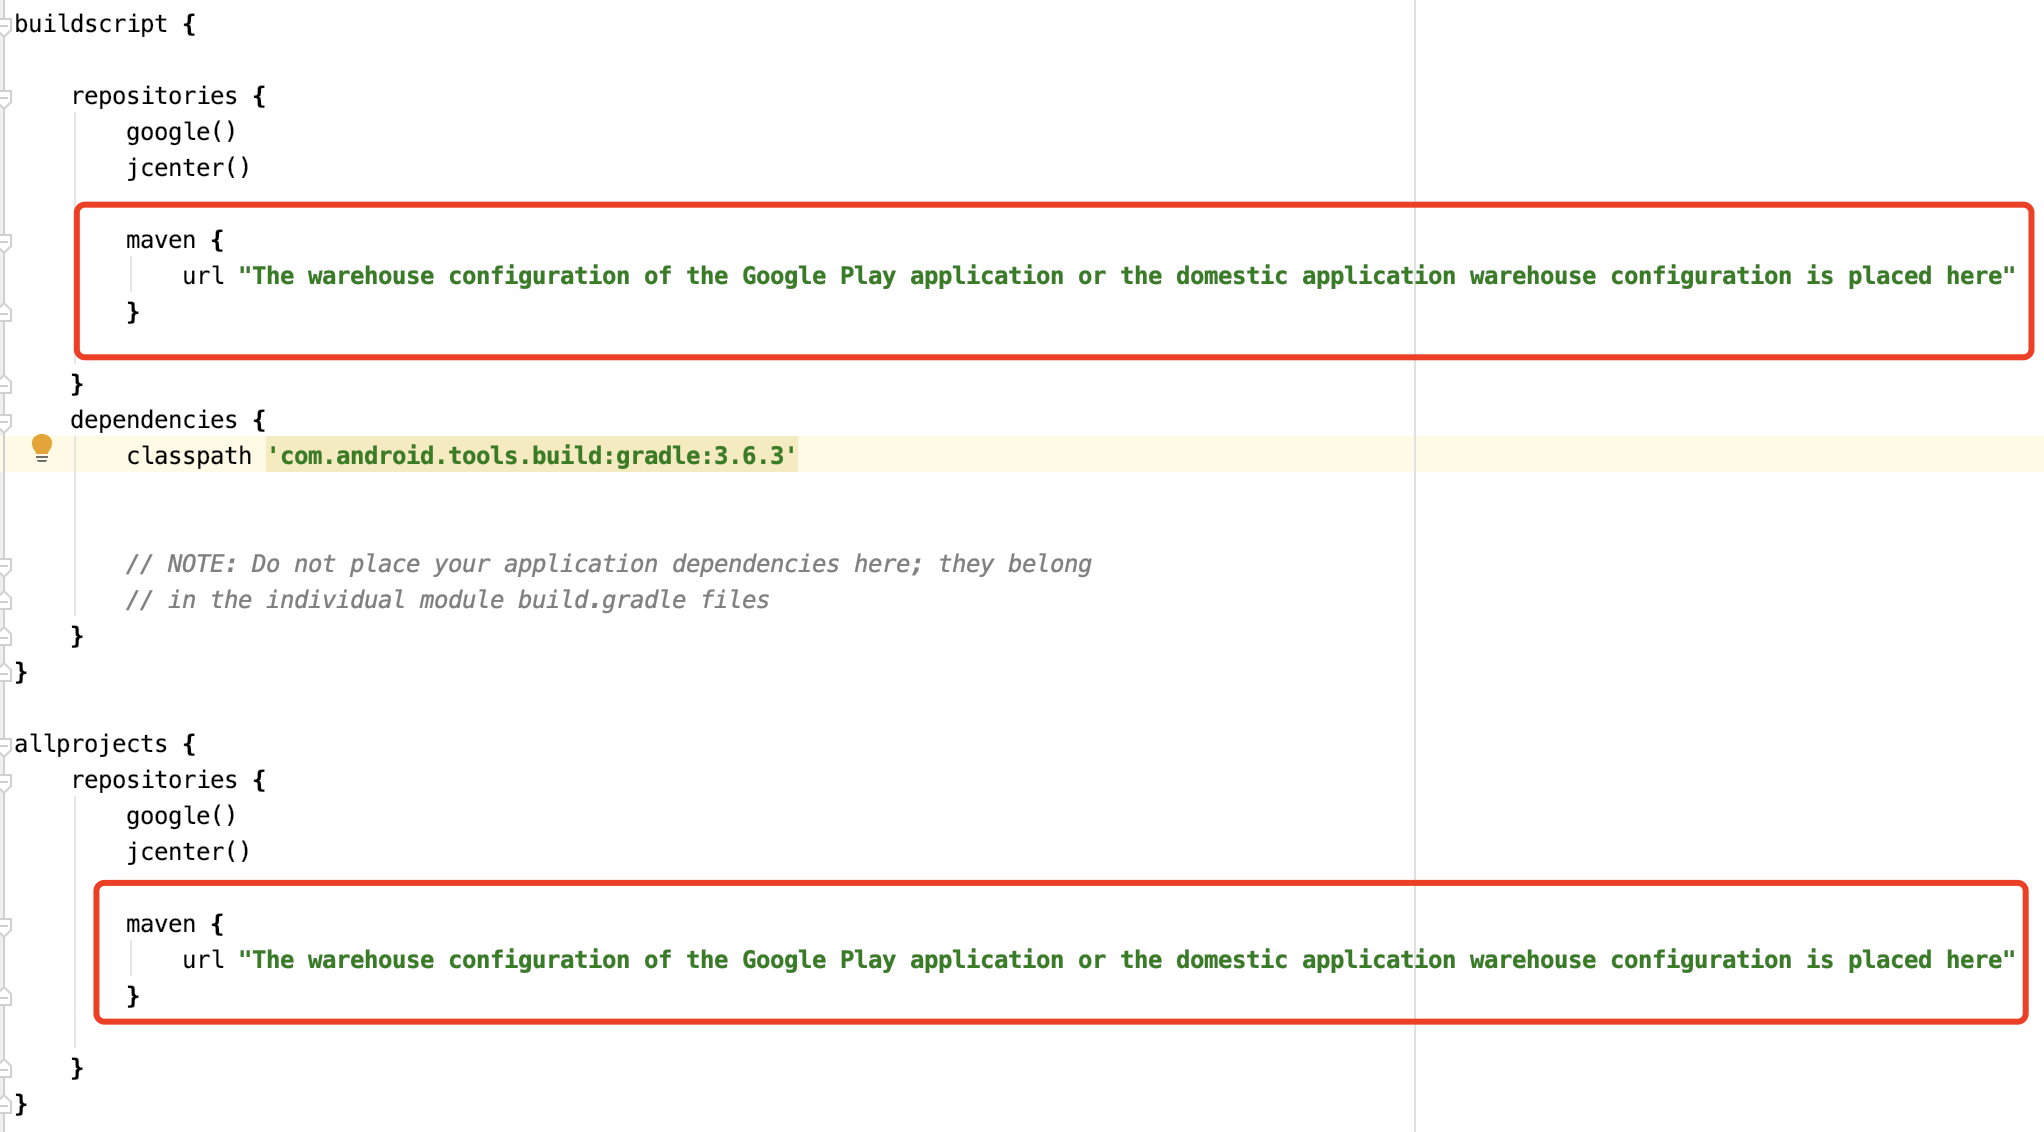 buildscript {
repositories {
google()
jcenter()
maven {
url "The warehouse configuration of the Google Play application or the domestic application warehouse configuration is placed here"
}
}
dependencies {
classpath 'com.android.tools.build:gradle:3.6.3'
// NOTE: Do not place your application dependencies here; they belong
// in the individual module build.gradle files
}
}
allprojects {
repositories {
google()
jcenter()
maven {
url "The warehouse configuration of the Google Play application or the domestic application warehouse configuration is placed here"
}
}
}